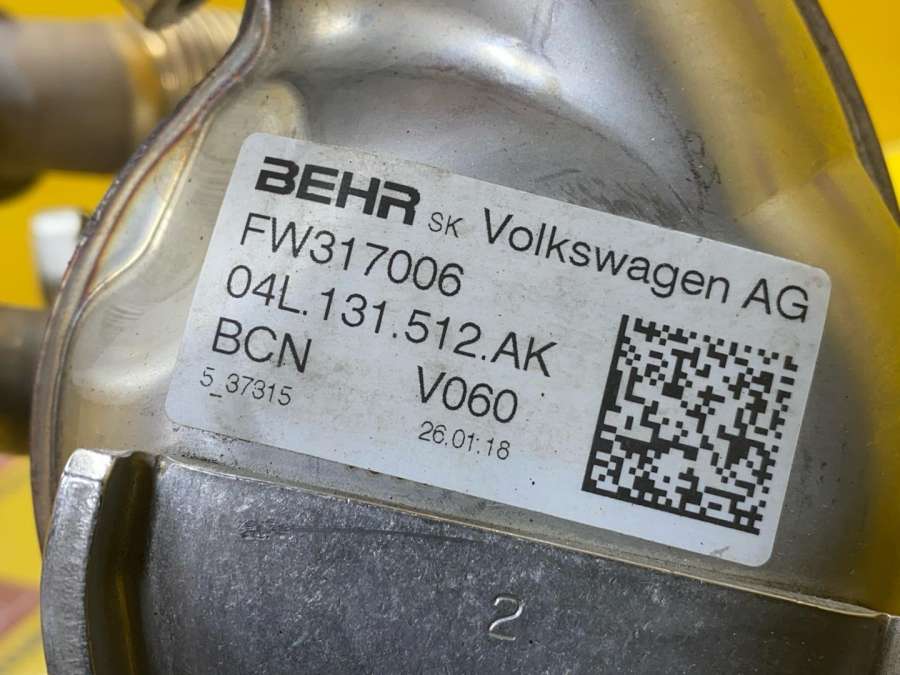 BEHR SK Volkswagen AG
FW317006
04L.131.512.AK
BCN V060
5_37315 26.01.18
2